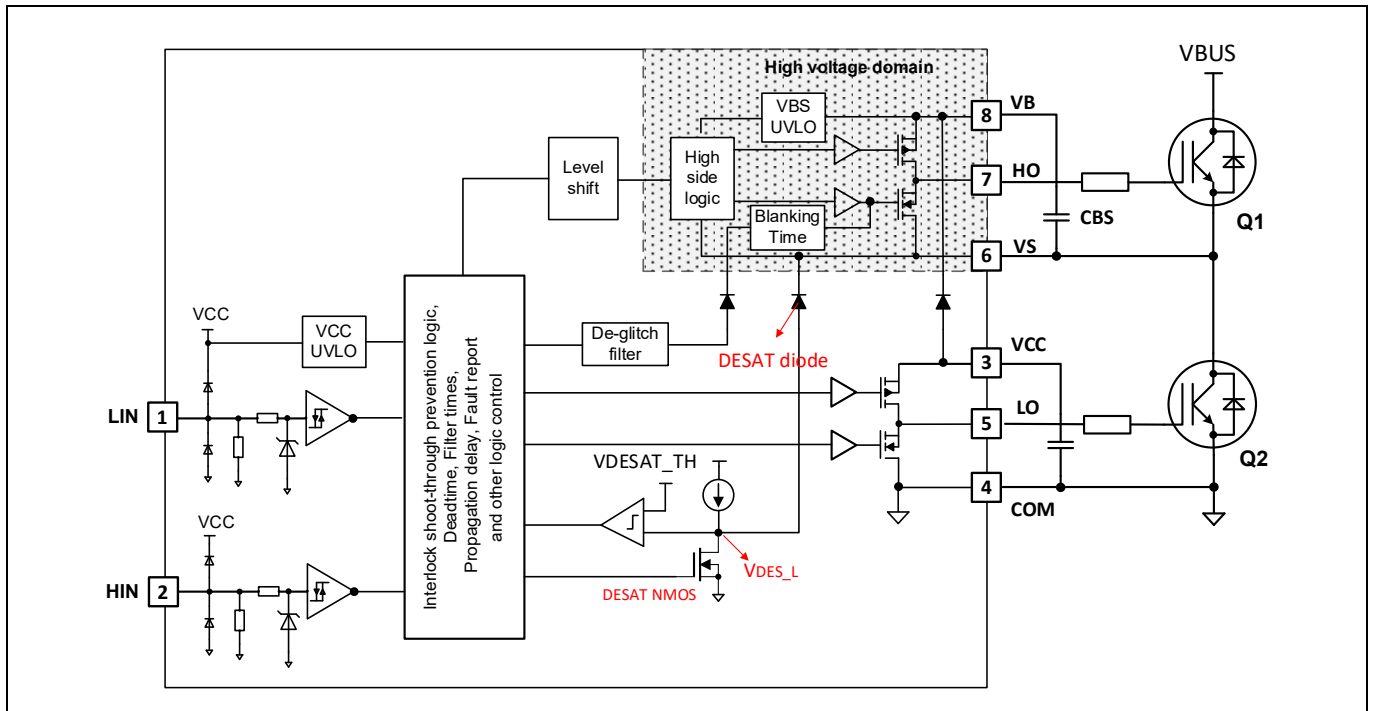 High voltage domain
VBUS
VBS
UVLO
8
VB
Level
shift
High
side
logic
7
HO
Blanking
Time
CBS
Q1
6
VS
Interlock shoot-through prevention logic,
Deadtime, Filter times,
Propagation delay, Fault report
and other logic control
VCC
VCC
UVLO
De-glitch
filter
DESAT diode
3
VCC
LIN
1
5
LO
Q2
VDESAT_TH
4
COM
VCC
VDES_L
HIN
2
DESAT NMOS